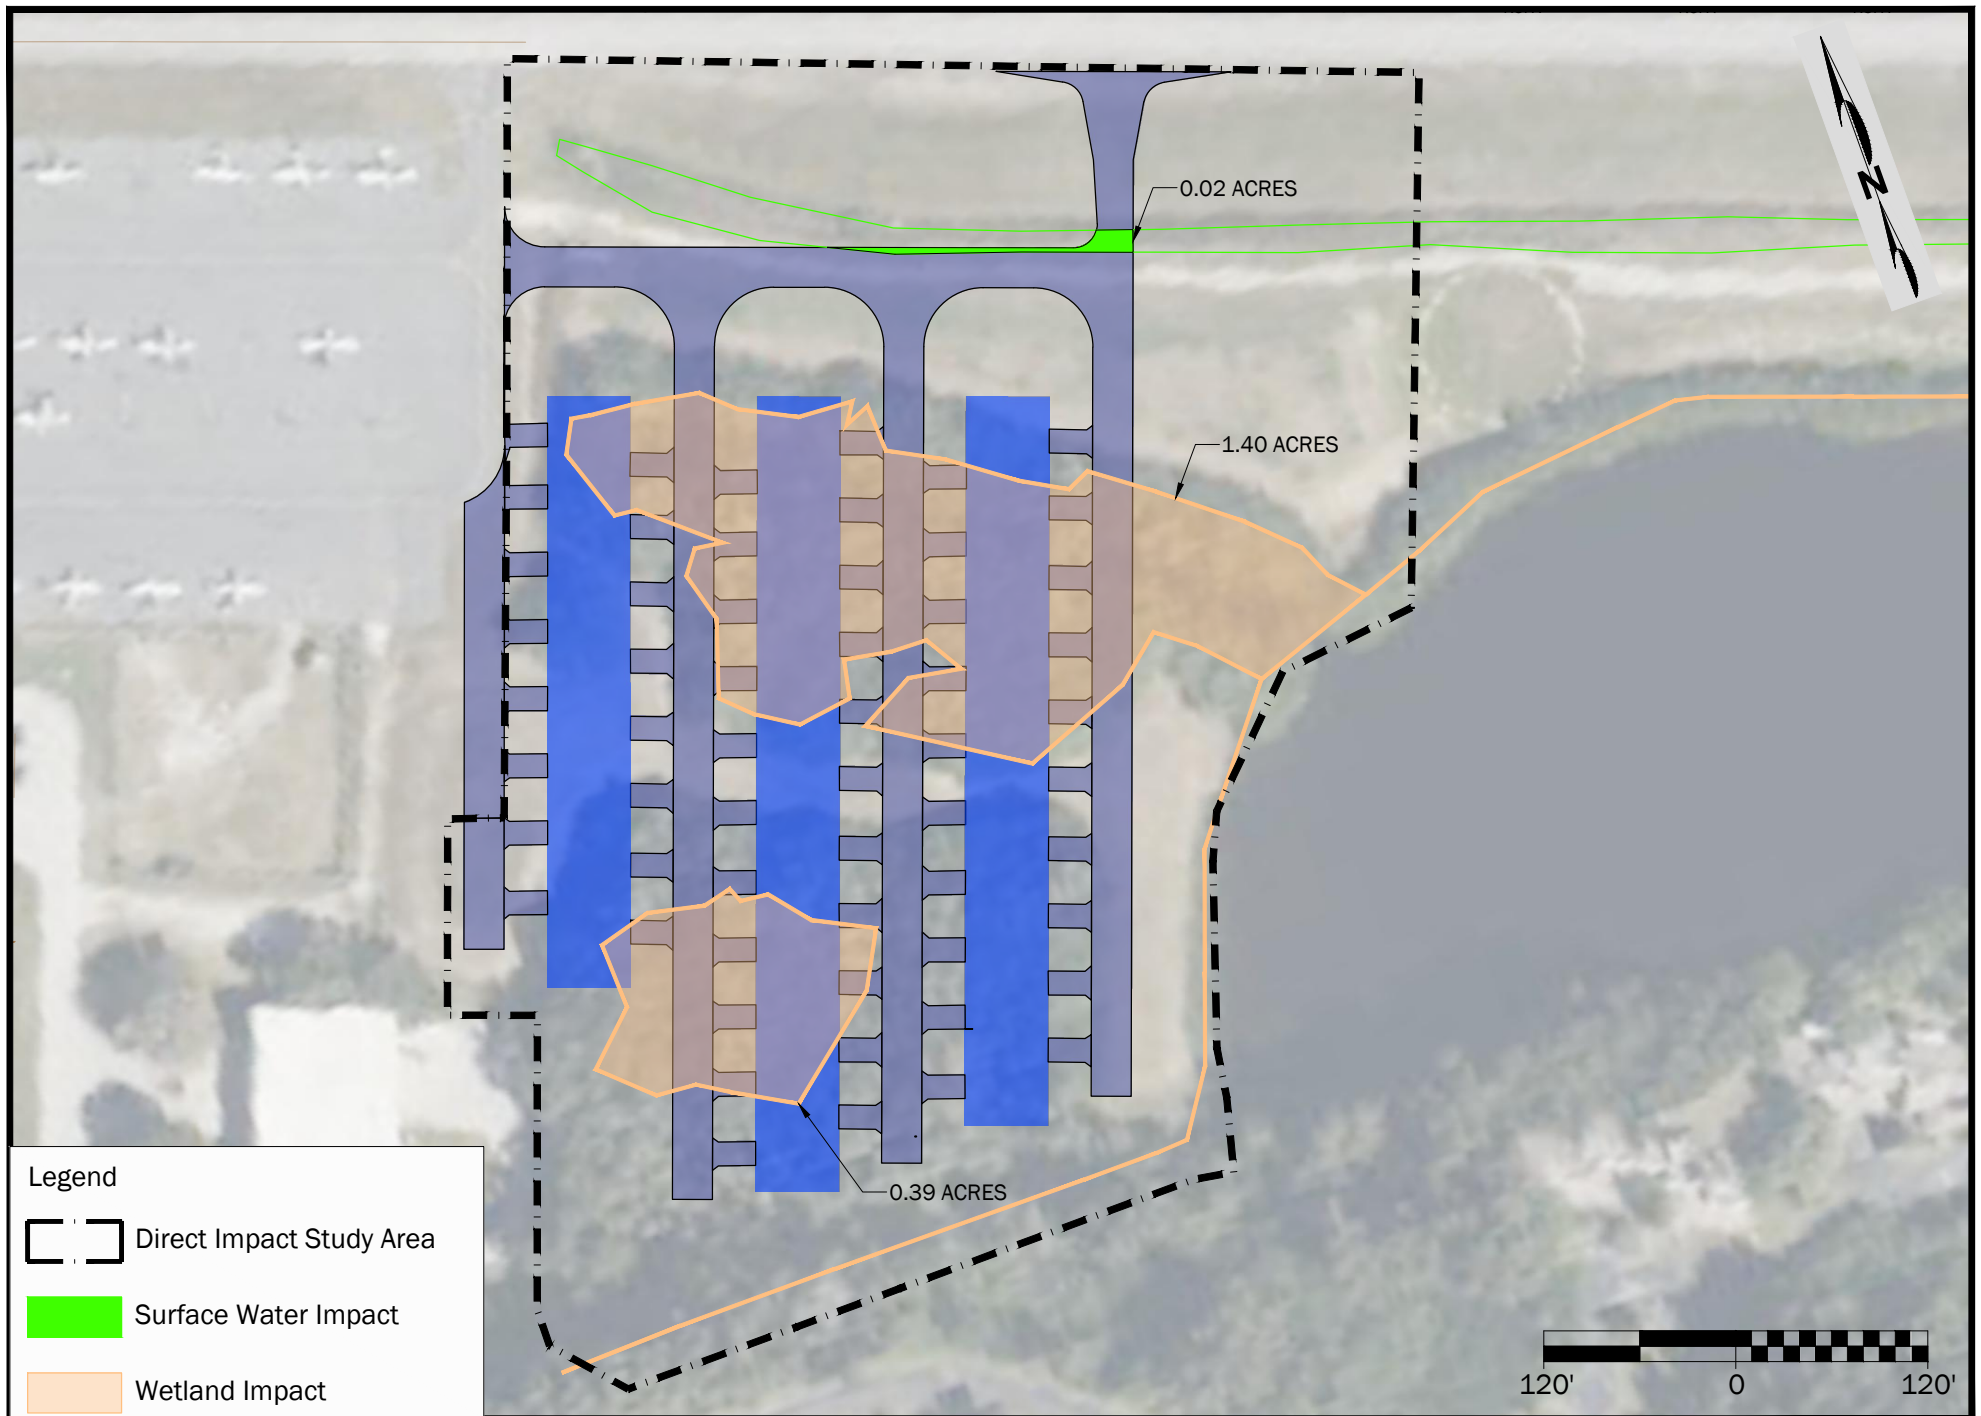 N
0.02 ACRES
1.40 ACRES
0.39 ACRES
Legend
Direct Impact Study Area
Surface Water Impact
Wetland Impact
120' 0 120'